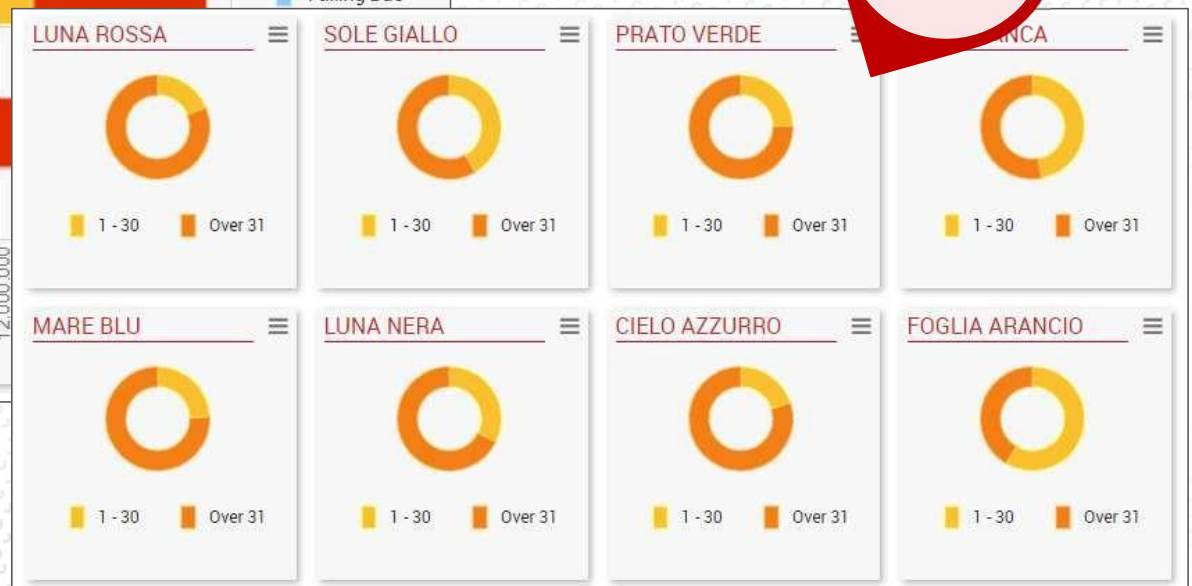 LUNA ROSSA
SOLE GIALLO
PRATO VERDE
1 - 30 Over 31
1 - 30 Over 31
1 - 30 Over 31
1 - 30 Over 31
MARE BLU
LUNA NERA
CIELO AZZURRO
FOGLIA ARANCIO
1 - 30 Over 31
1 - 30 Over 31
1 - 30 Over 31
1 - 30 Over 31